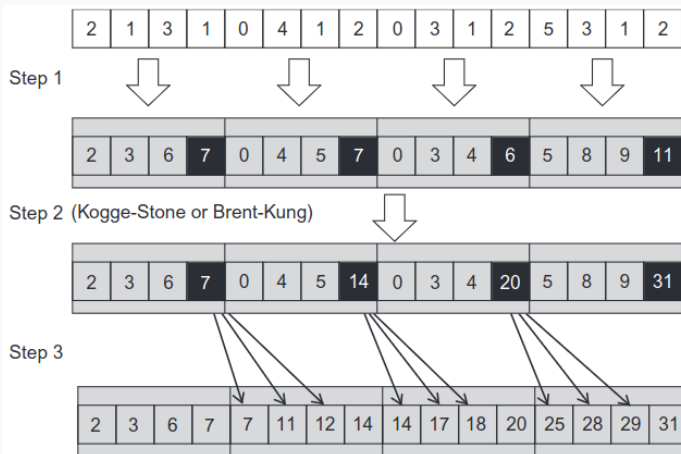 2 1 3 1 0 4 1 2 0 3 1 2 5 3 1 2
Step 1
2 3 6 7 0 4 5 7 0 3 4 6 5 8 9 11
Step 2 (Kogge-Stone or Brent-Kung)
2 3 6 7 0 4 5 14 0 3 4 20 5 8 9 31
Step 3
2 3 6 7 7 11 12 14 14 17 18 20 25 28 29 31